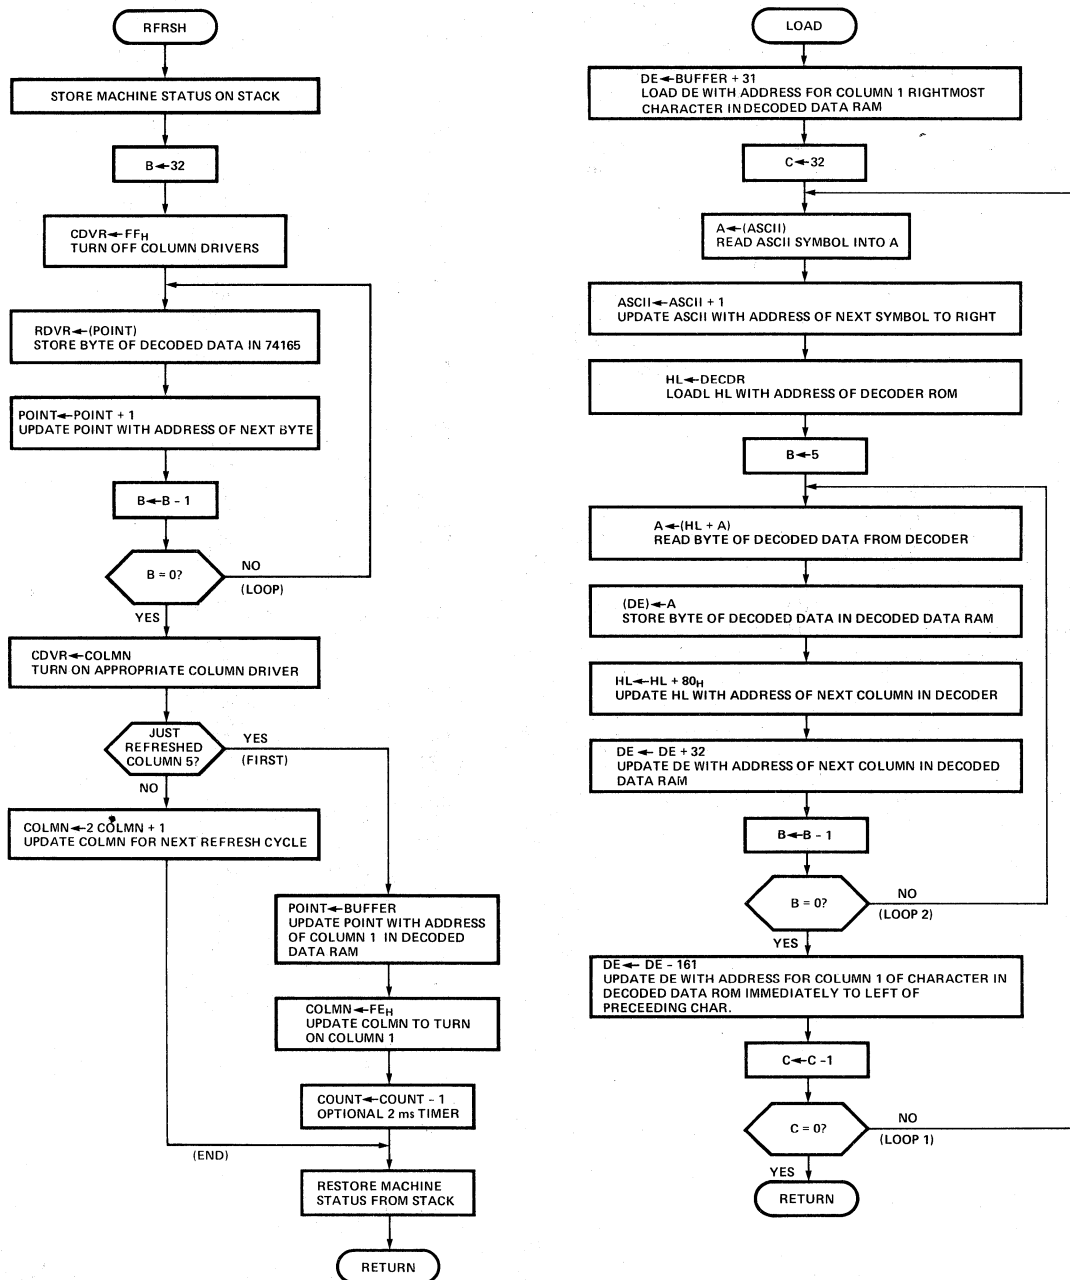 RFRSH
STORE MACHINE STATUS ON STACK
B←32
CDVR←FFH
TURN OFF COLUMN DRIVERS
RDVR←(POINT)
STORE BYTE OF DECODED DATA IN 74165
POINT←POINT + 1
UPDATE POINT WITH ADDRESS OF NEXT BYTE
B←B - 1
B = 0?
NO
(LOOP)
YES
CDVR←COLMN
TURN ON APPROPRIATE COLUMN DRIVER
JUST
REFRESHED
COLUMN 5?
YES
(FIRST)
NO
COLMN←2 COLMN + 1
UPDATE COLMN FOR NEXT REFRESH CYCLE
POINT←BUFFER
UPDATE POINT WITH ADDRESS
OF COLUMN 1 IN DECODED
DATA RAM
COLMN←FEH
UPDATE COLMN TO TURN
ON COLUMN 1
COUNT←COUNT - 1
OPTIONAL 2 ms TIMER
(END)
RESTORE MACHINE
STATUS FROM STACK
RETURN
LOAD
DE←BUFFER + 31
LOAD DE WITH ADDRESS FOR COLUMN 1 RIGHTMOST
CHARACTER IN DECODED DATA RAM
C←32
A←(ASCII)
READ ASCII SYMBOL INTO A
ASCII←ASCII + 1
UPDATE ASCII WITH ADDRESS OF NEXT SYMBOL TO RIGHT
HL←DECDR
LOADL HL WITH ADDRESS OF DECODER ROM
B←5
A←(HL + A)
READ BYTE OF DECODED DATA FROM DECODER
(DE)←A
STORE BYTE OF DECODED DATA IN DECODED DATA RAM
HL←HL + 80H
UPDATE HL WITH ADDRESS OF NEXT COLUMN IN DECODER
DE ← DE + 32
UPDATE DE WITH ADDRESS OF NEXT COLUMN IN DECODED
DATA RAM
B←B - 1
B = 0?
NO
(LOOP 2)
YES
DE ← DE - 161
UPDATE DE WITH ADDRESS FOR COLUMN 1 OF CHARACTER IN
DECODED DATA ROM IMMEDIATELY TO LEFT OF
PRECEEDING CHAR.
C←C -1
C = 0?
NO
(LOOP 1)
YES
RETURN